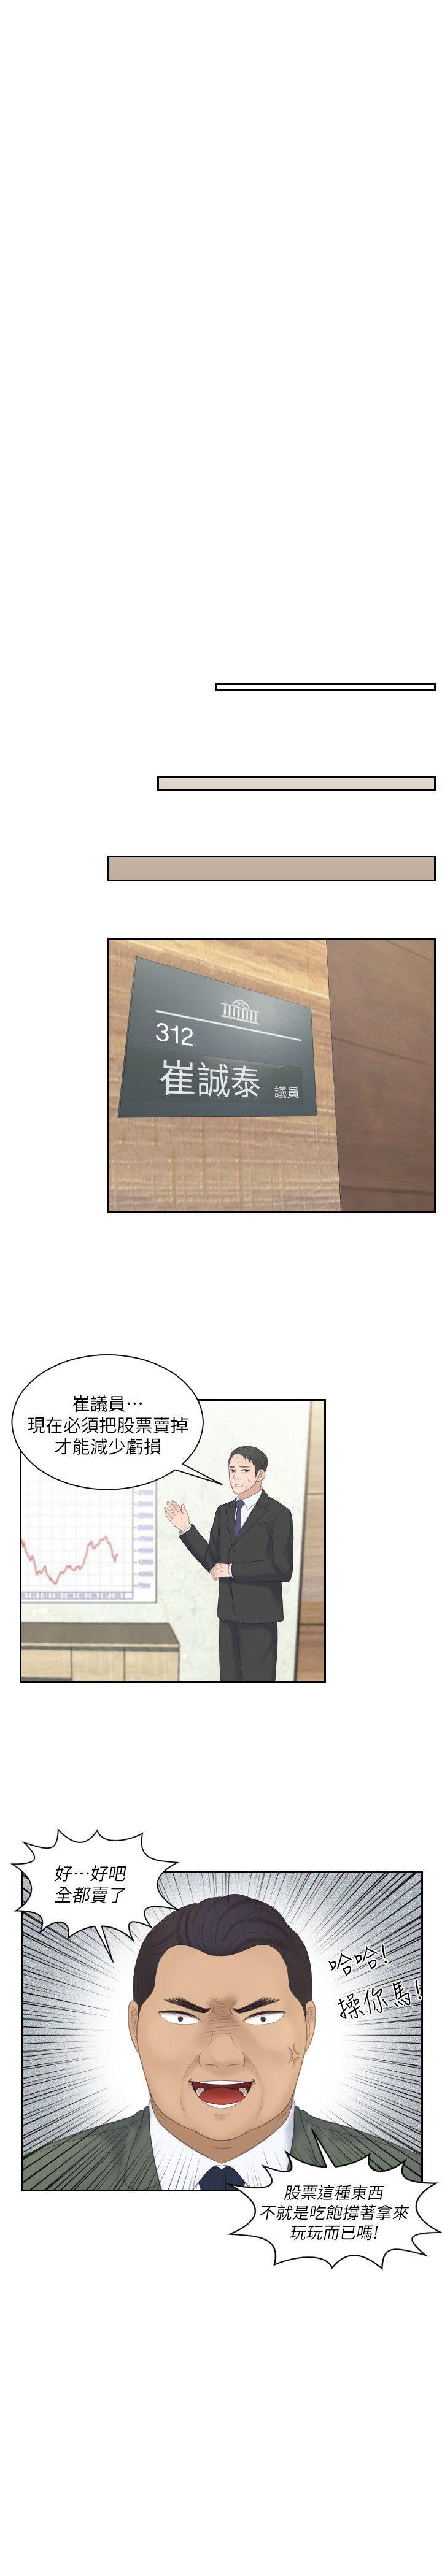 312
崔誠泰 議員
崔議員…
現在必須把股票賣掉
才能減少虧損
好…好吧
全都賣了
哈哈!
操你馬!
股票這種東西
不就是吃飽撐著拿來
玩玩而已嗎!